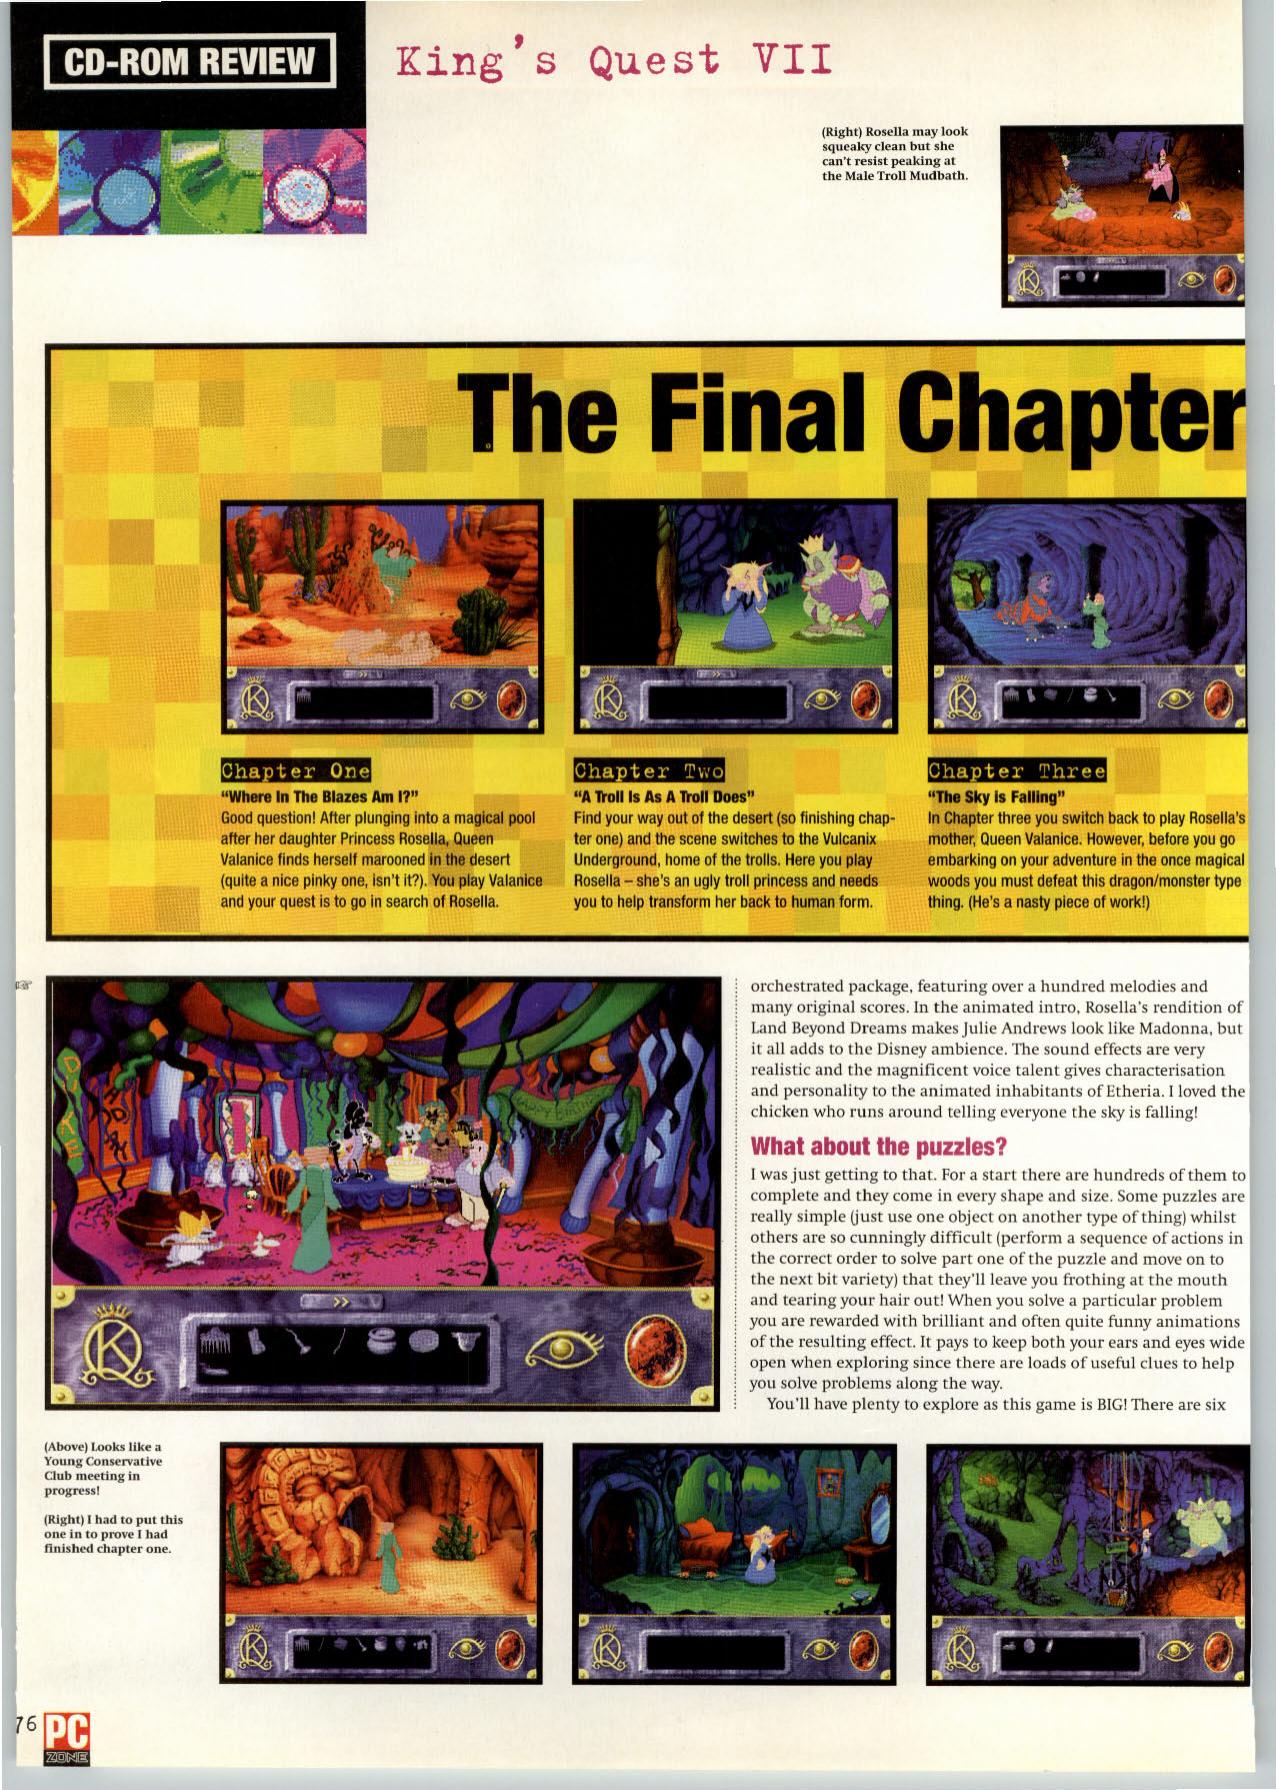 CD-ROM REVIEW
King's Quest VII
(Right) Rosella may look
squeaky clean but she
can't resist peaking at
the Male Troll Mudbath.
The Final Chapter
Chapter One
"Where In The Blazes Am I?"
Good question! After plunging into a magical pool
after her daughter Princess Rosella, Queen
Valanice finds herself marooned in the desert
(quite a nice pinky one, isn't it?). You play Valanice
and your quest is to go in search of Rosella.
Chapter Two
"A Troll Is As A Troll Does"
Find your way out of the desert (so finishing chap-
ter one) and the scene switches to the Vulcanix
Underground, home of the trolls. Here you play
Rosella – she's an ugly troll princess and needs
you to help transform her back to human form.
Chapter Three
"The Sky is Falling"
In Chapter three you switch back to play Rosella's
mother, Queen Valanice. However, before you go
embarking on your adventure in the once magical
woods you must defeat this dragon/monster type
thing. (He's a nasty piece of work!)
orchestrated package, featuring over a hundred melodies and
many original scores. In the animated intro, Rosella's rendition of
Land Beyond Dreams makes Julie Andrews look like Madonna, but
it all adds to the Disney ambience. The sound effects are very
realistic and the magnificent voice talent gives characterisation
and personality to the animated inhabitants of Etheria. I loved the
chicken who runs around telling everyone the sky is falling!
What about the puzzles?
I was just getting to that. For a start there are hundreds of them to
complete and they come in every shape and size. Some puzzles are
really simple (just use one object on another type of thing) whilst
others are so cunningly difficult (perform a sequence of actions in
the correct order to solve part one of the puzzle and move on to
the next bit variety) that they'll leave you frothing at the mouth
and tearing your hair out! When you solve a particular problem
you are rewarded with brilliant and often quite funny animations
of the resulting effect. It pays to keep both your ears and eyes wide
open when exploring since there are loads of useful clues to help
you solve problems along the way.
You'll have plenty to explore as this game is BIG! There are six
(Above) Looks like a
Young Conservative
Club meeting in
progress!
(Right) I had to put this
one in to prove I had
finished chapter one.
76
PC
ZONE